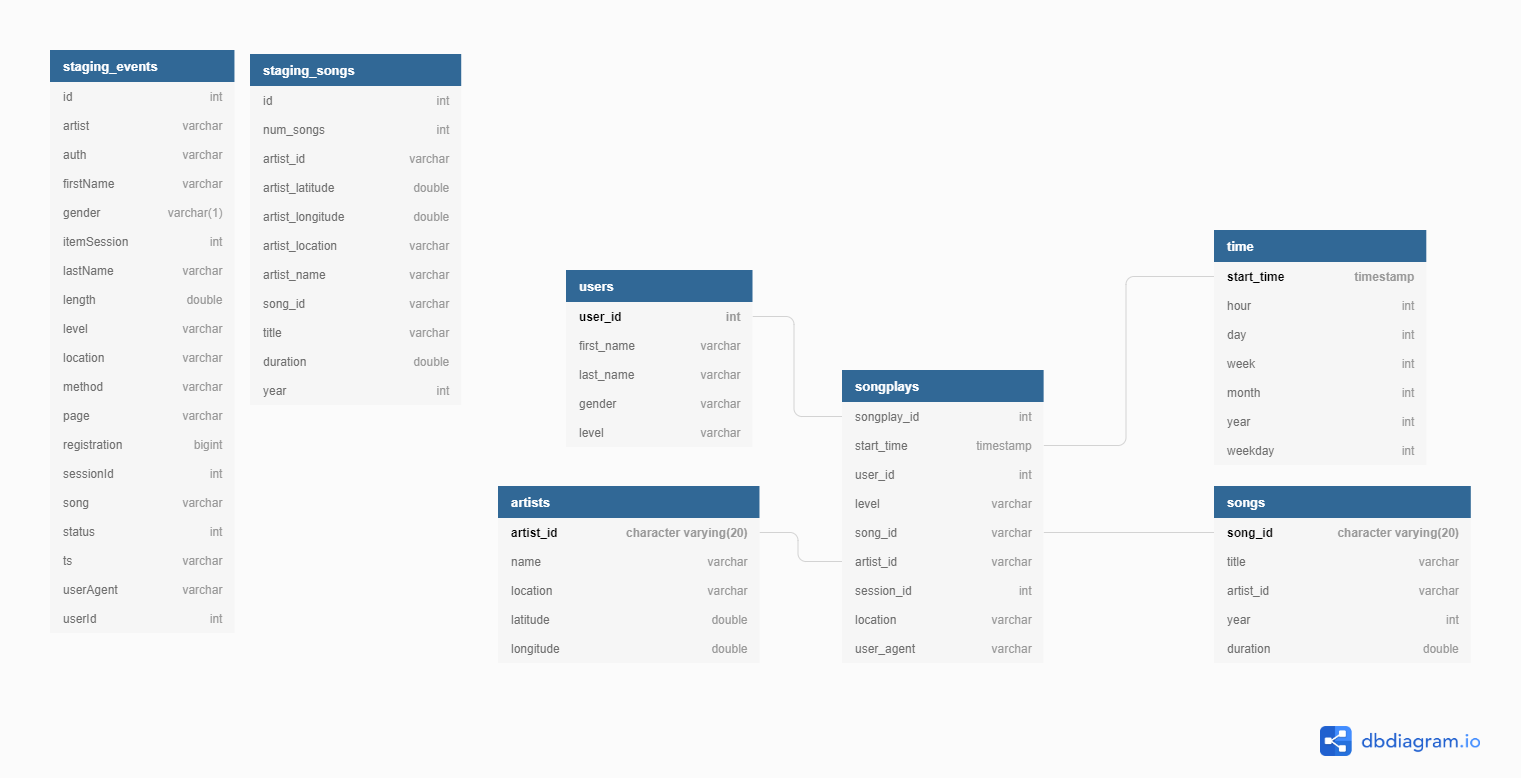 staging_events
id int
artist varchar
auth varchar
firstName varchar
gender varchar(1)
itemSession int
lastName varchar
length double
level varchar
location varchar
method varchar
page varchar
registration bigint
sessionId int
song varchar
status int
ts varchar
userAgent varchar
userId int
staging_songs
id int
num_songs int
artist_id varchar
artist_latitude double
artist_longitude double
artist_location varchar
artist_name varchar
song_id varchar
title varchar
duration double
year int
users
user_id int
first_name varchar
last_name varchar
gender varchar
level varchar
artists
artist_id character varying(20)
name varchar
location varchar
latitude double
longitude double
songplays
songplay_id int
start_time timestamp
user_id int
level varchar
song_id varchar
artist_id varchar
session_id int
location varchar
user_agent varchar
time
start_time timestamp
hour int
day int
week int
month int
year int
weekday int
songs
song_id character varying(20)
title varchar
artist_id varchar
year int
duration double
dbdiagram.io